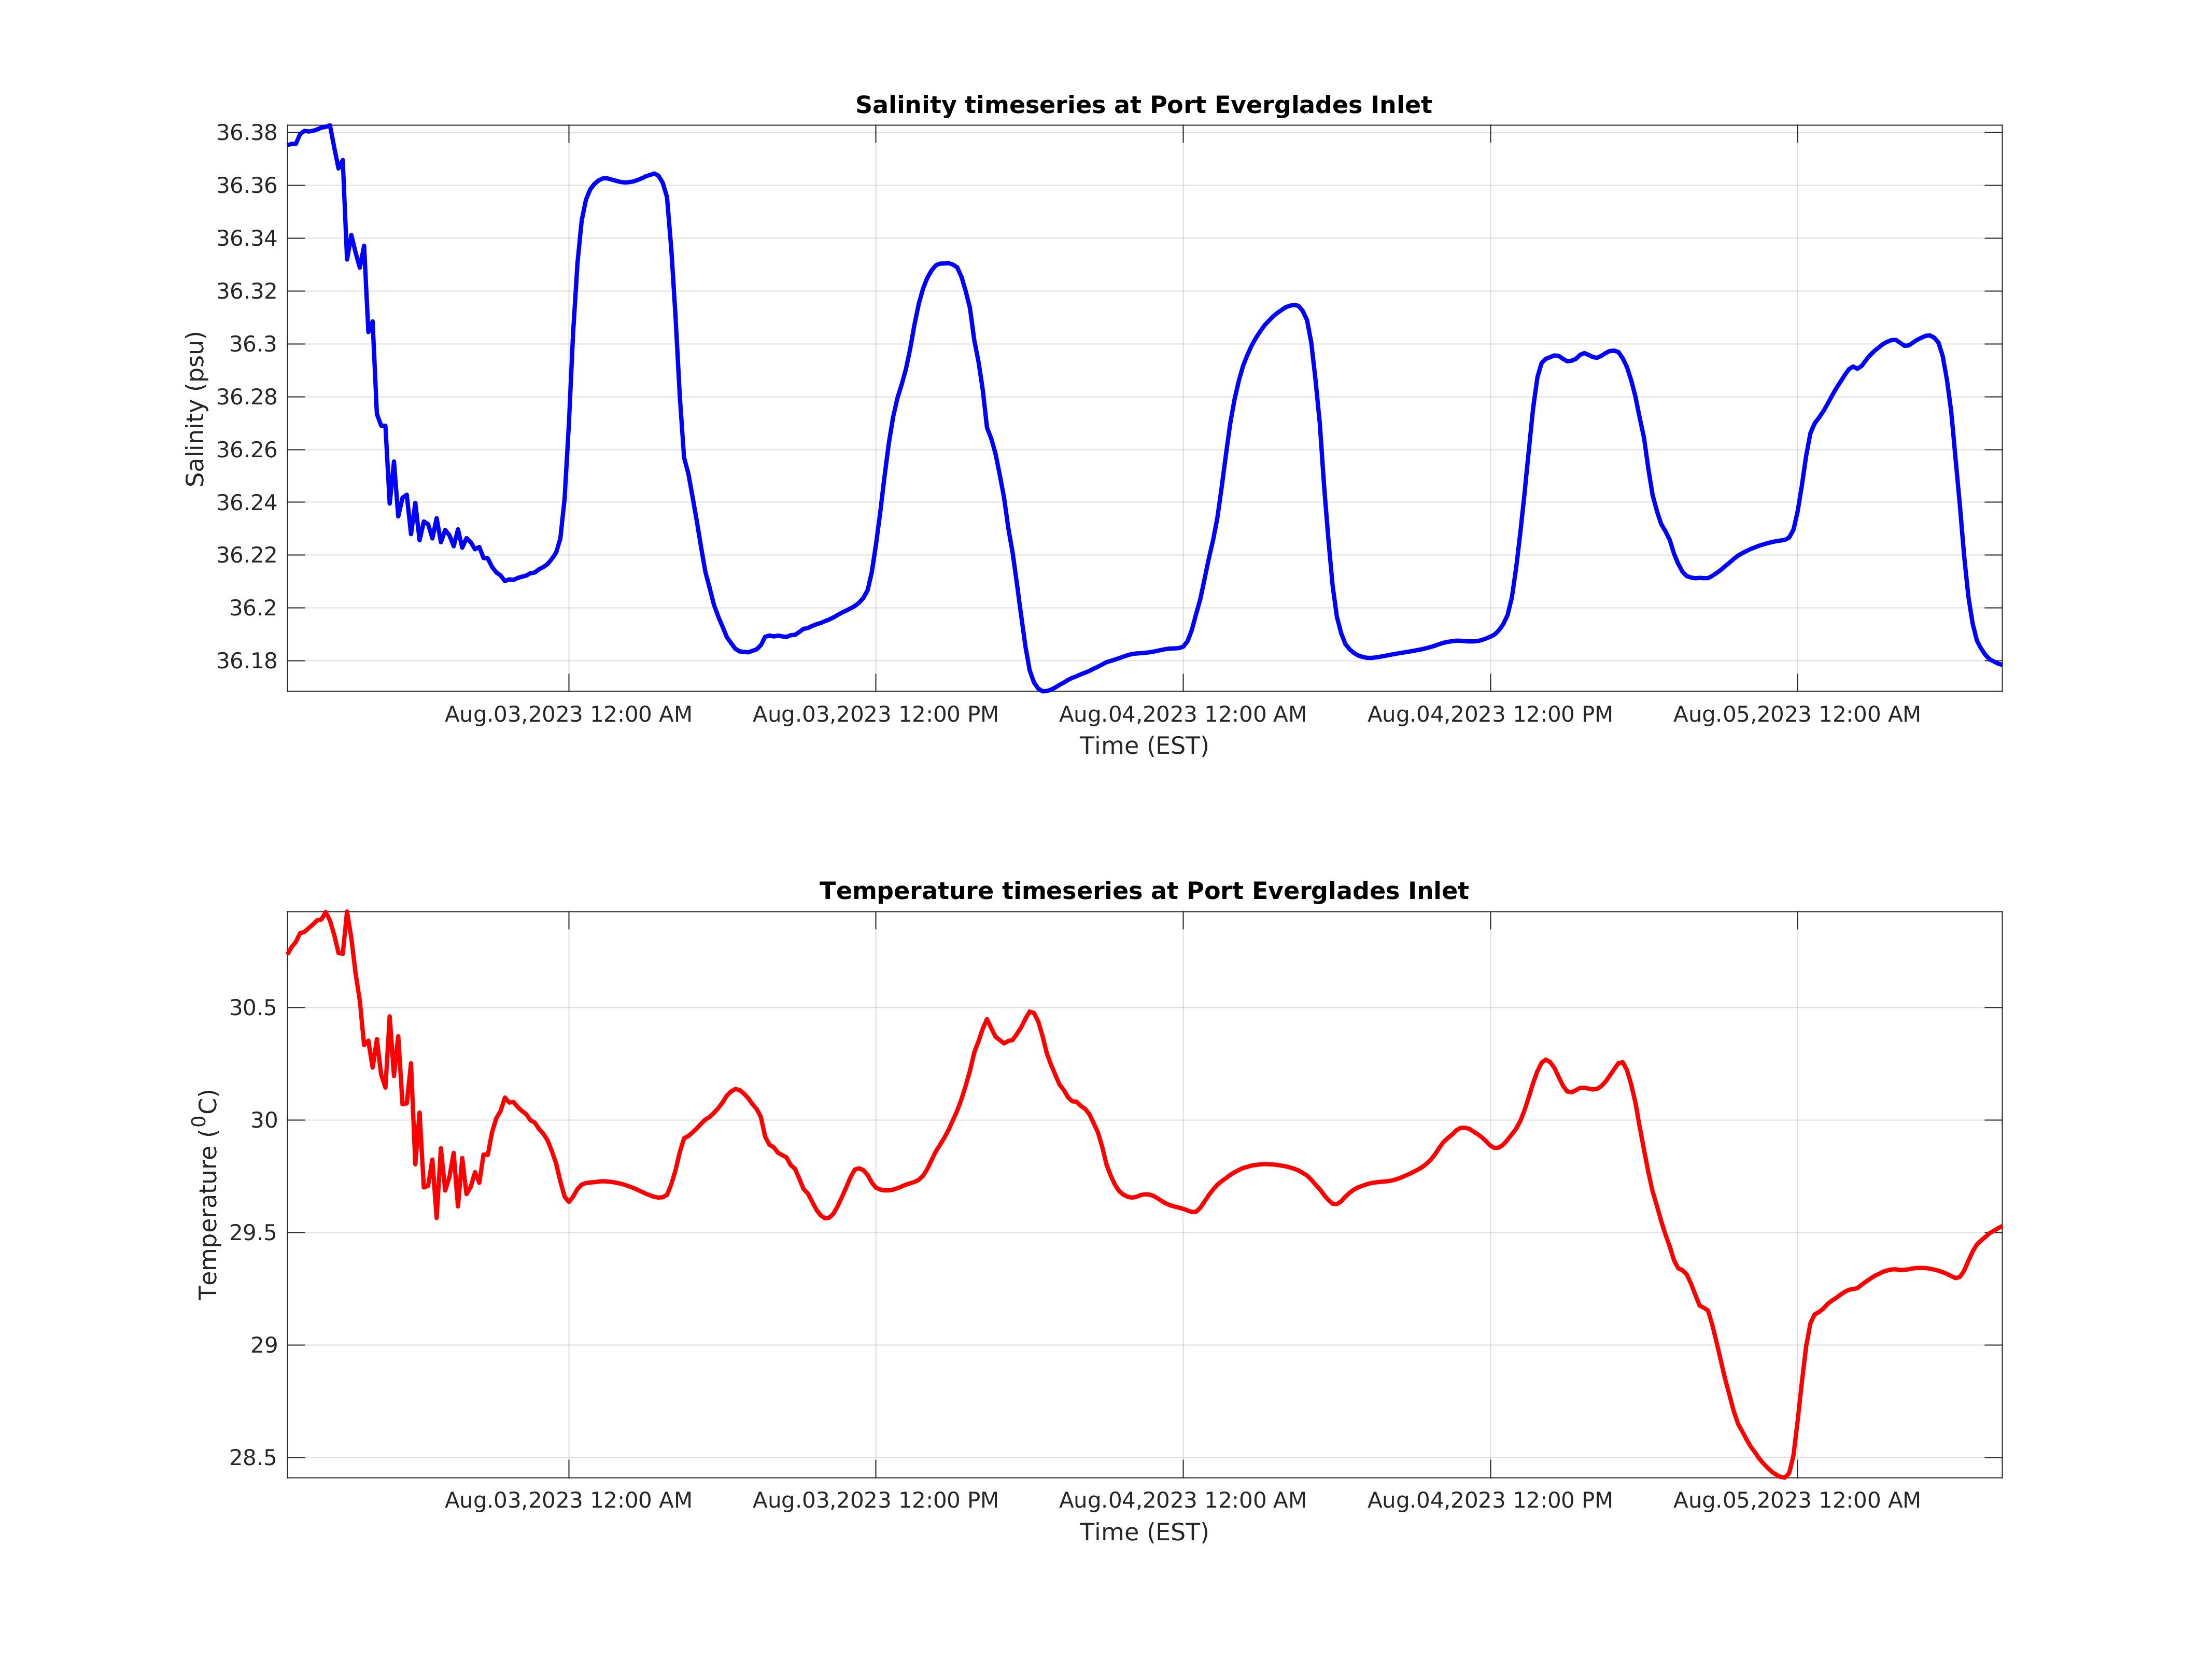 Salinity timeseries at Port Everglades Inlet
36.38
36.36
36.34
36.32
36.3
36.28
36.26
36.24
36.22
36.2
36.18
Salinity (psu)
Aug.03,2023 12:00 AM Aug.03,2023 12:00 PM Aug.04,2023 12:00 AM Aug.04,2023 12:00 PM Aug.05,2023 12:00 AM
Time (EST)
Temperature timeseries at Port Everglades Inlet
30.5
30
29.5
29
28.5
Temperature (⁰C)
Aug.03,2023 12:00 AM Aug.03,2023 12:00 PM Aug.04,2023 12:00 AM Aug.04,2023 12:00 PM Aug.05,2023 12:00 AM
Time (EST)